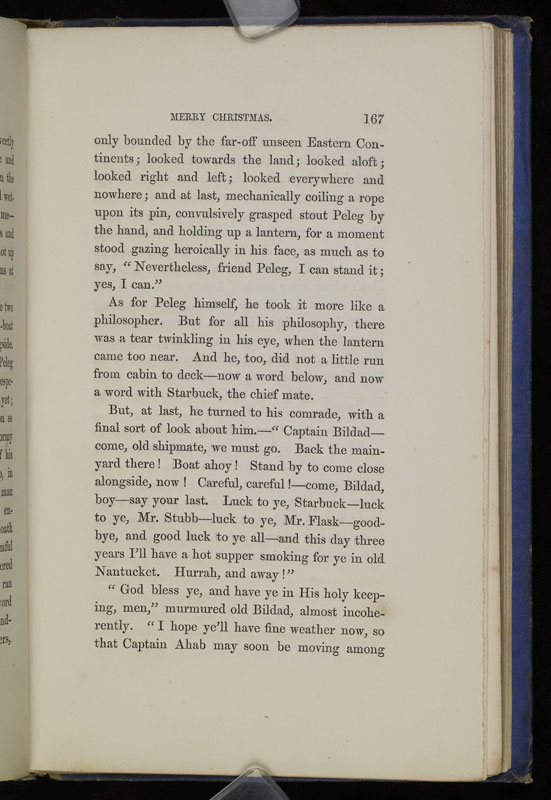 MERRY CHRISTMAS. 167
only bounded by the far-off unseen Eastern Con-
tinents; looked towards the land; looked aloft;
looked right and left; looked everywhere and
nowhere; and at last, mechanically coiling a rope
upon its pin, convulsively grasped stout Peleg by
the hand, and holding up a lantern, for a moment
stood gazing heroically in his face, as much as to
say, “Nevertheless, friend Peleg, I can stand it;
yes, I can.”
As for Peleg himself, he took it more like a
philosopher. But for all his philosophy, there
was a tear twinkling in his eye, when the lantern
came too near. And he, too, did not a little run
from cabin to deck—now a word below, and now
a word with Starbuck, the chief mate.
But, at last, he turned to his comrade, with a
final sort of look about him.—“Captain Bildad—
come, old shipmate, we must go. Back the main-
yard there! Boat ahoy! Stand by to come close
alongside, now! Careful, careful!—come, Bildad,
boy—say your last. Luck to ye, Starbuck—luck
to ye, Mr. Stubb—luck to ye, Mr. Flask—good-
bye, and good luck to ye all—and this day three
years I’ll have a hot supper smoking for ye in old
Nantucket. Hurrah, and away!”
“God bless ye, and have ye in His holy keep-
ing, men,” murmured old Bildad, almost incohe-
rently. “I hope ye’ll have fine weather now, so
that Captain Ahab may soon be moving among